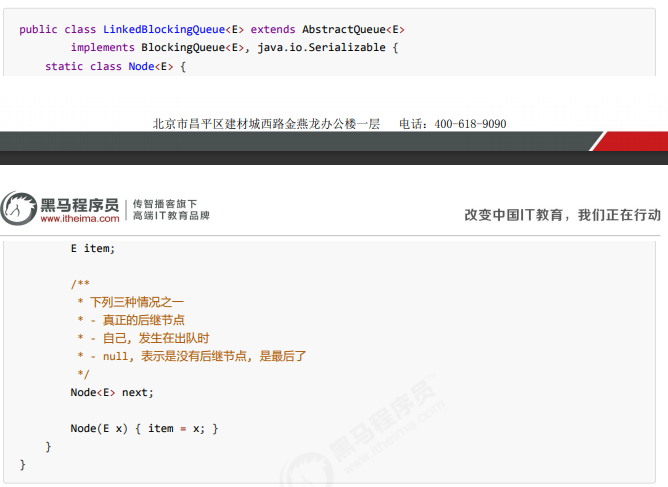 public class LinkedBlockingQueue<E> extends AbstractQueue<E>
        implements BlockingQueue<E>, java.io.Serializable {
    static class Node<E> {
北京市昌平区建材城西路金燕龙办公楼一层 电话：400-618-9090
黑马程序员 传智播客旗下
www.itheima.com 高端IT教育品牌
改变中国IT教育，我们正在行动
        E item;
        /**
         * 下列三种情况之一
         * - 真正的后继节点
         * - 自己, 发生在出队时
         * - null, 表示是没有后继节点, 是最后了
         */
        Node<E> next;
        Node(E x) { item = x; }
    }
}
黑马程序员
www.itheima.com